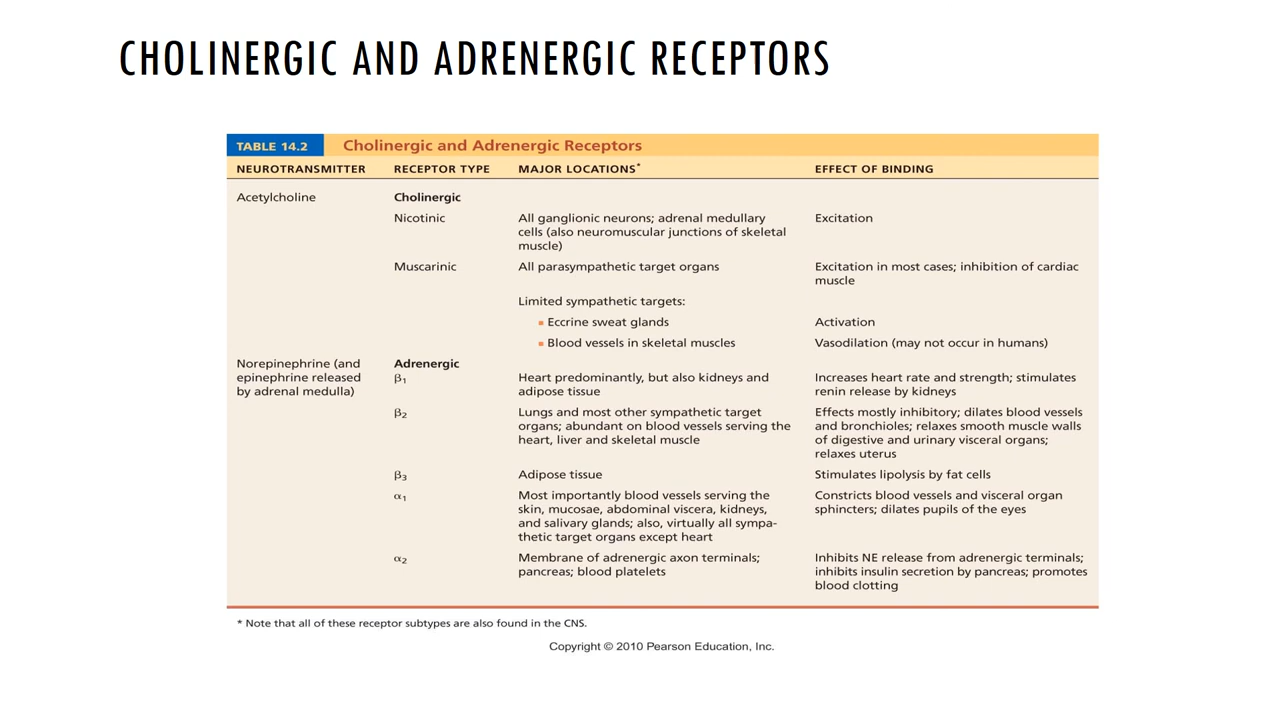 CHOLINERGIC AND ADRENERGIC RECEPTORS
TABLE 14.2 Cholinergic and Adrenergic Receptors
NEUROTRANSMITTER RECEPTOR TYPE MAJOR LOCATIONS* EFFECT OF BINDING
Acetylcholine Cholinergic
Nicotinic All ganglionic neurons; adrenal medullary Excitation
cells (also neuromuscular junctions of skeletal
muscle)
Muscarinic All parasympathetic target organs Excitation in most cases; inhibition of cardiac
muscle
Limited sympathetic targets:
▪ Eccrine sweat glands Activation
▪ Blood vessels in skeletal muscles Vasodilation (may not occur in humans)
Norepinephrine (and Adrenergic
epinephrine released β₁ Heart predominantly, but also kidneys and Increases heart rate and strength; stimulates
by adrenal medulla) adipose tissue renin release by kidneys
β₂ Lungs and most other sympathetic target Effects mostly inhibitory; dilates blood vessels
organs; abundant on blood vessels serving the and bronchioles; relaxes smooth muscle walls
heart, liver and skeletal muscle of digestive and urinary visceral organs;
relaxes uterus
β₃ Adipose tissue Stimulates lipolysis by fat cells
α₁ Most importantly blood vessels serving the Constricts blood vessels and visceral organ
skin, mucosae, abdominal viscera, kidneys, sphincters; dilates pupils of the eyes
and salivary glands; also, virtually all sympa-
thetic target organs except heart
α₂ Membrane of adrenergic axon terminals; Inhibits NE release from adrenergic terminals;
pancreas; blood platelets inhibits insulin secretion by pancreas; promotes
blood clotting
* Note that all of these receptor subtypes are also found in the CNS.
Copyright © 2010 Pearson Education, Inc.